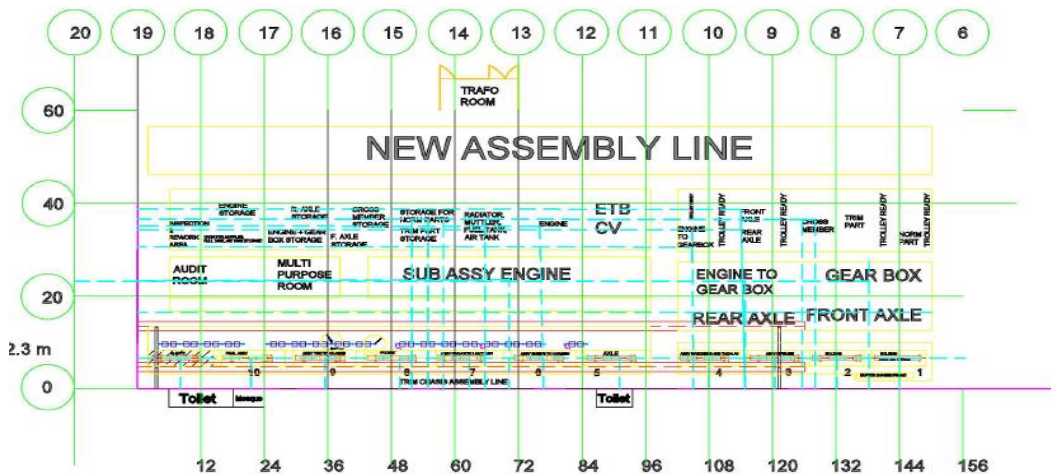 20 19 18 17 16 15 14 13 12 11 10 9 8 7 6
TRAFO
ROOM
60
NEW ASSEMBLY LINE
40
ENGINE
STORAGE
R. AXLE
STORAGE
CROSS
MEMBER
STORAGE
STORAGE FOR
NORM PARTS
RADIATOR,
MUTTLER,
FUEL TANK,
AIR TANK
ENGINE
ETB
CV
INSPECTION
REWORK
AREA
ENGINE + GEAR
BOX STORAGE
F. AXLE
STORAGE
TRIM PART
STORAGE
ENGINE
TO
GEARBOX
TROLLEY READY
FRONT
AXLE
REAR
AXLE
TROLLEY READY
CROSS
MEMBER
TRIM
PART
TROLLEY READY
NORM
PART
TROLLEY READY
AUDIT
ROOM
MULTI
PURPOSE
ROOM
SUB ASSY ENGINE
ENGINE TO
GEAR BOX
GEAR BOX
20
REAR AXLE
FRONT AXLE
2.3 m
AXLE
10 9 8 7 6 5 4 3 2 1
0
TRIM CHASIS ASSEMBLY LINE
Toilet
Mosque
Toilet
12 24 36 48 60 72 84 96 108 120 132 144 156